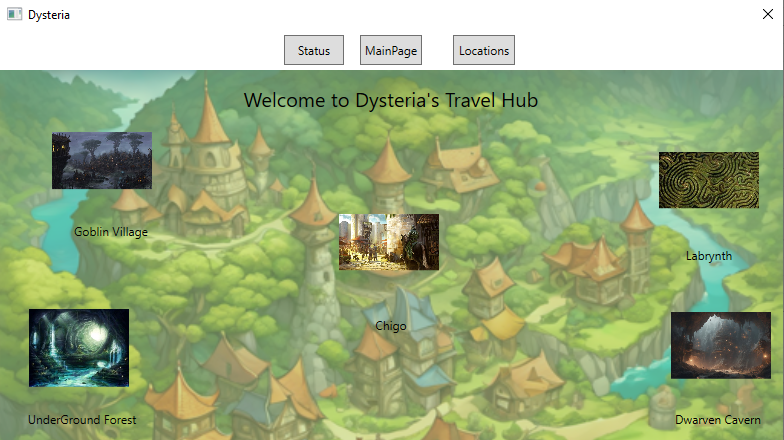 Dysteria
Status MainPage Locations
Welcome to Dysteria's Travel Hub
Goblin Village
Labrynth
Chigo
UnderGround Forest
Dwarven Cavern